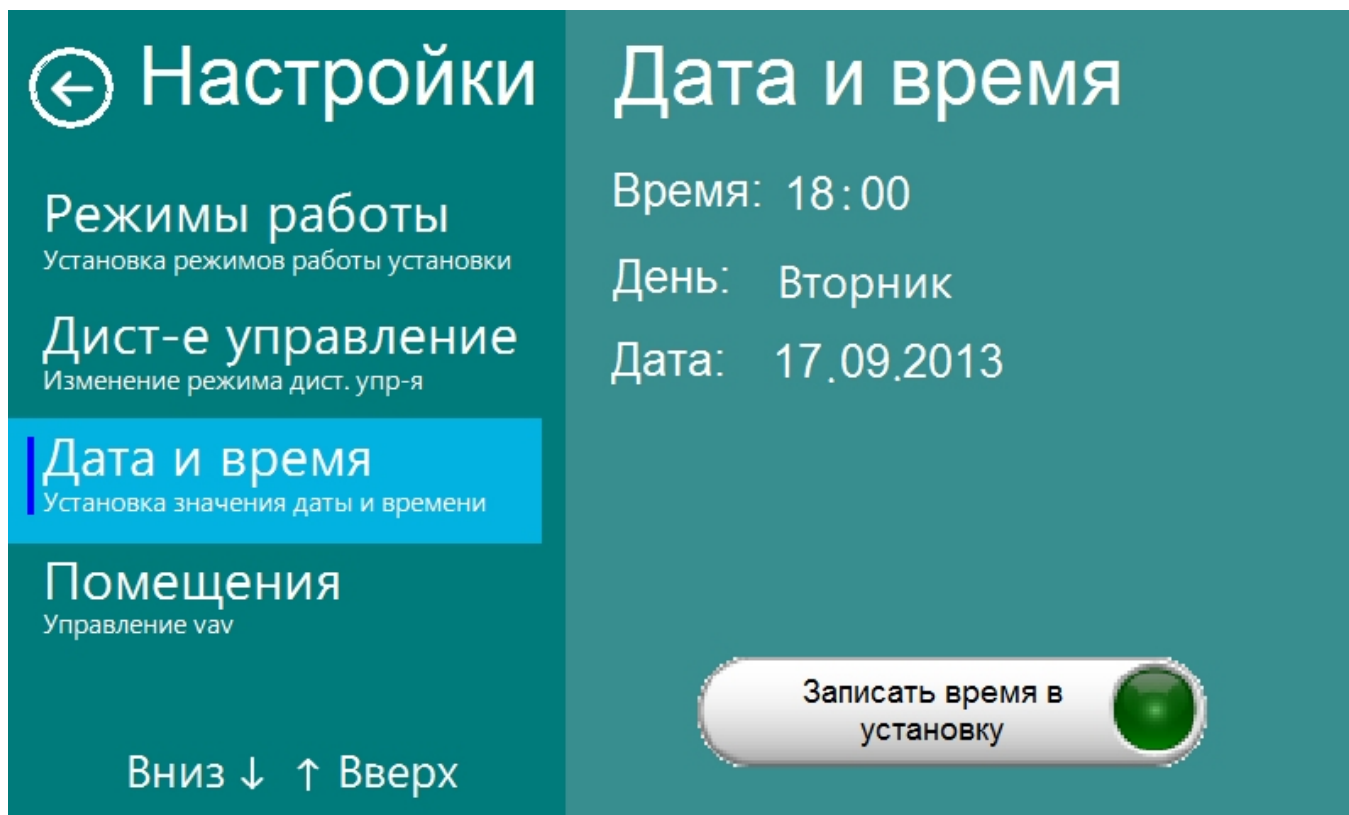 Настройки
Режимы работы
Установка режимов работы установки
Дист-е управление
Изменение режима дист. упр-я
Дата и время
Установка значения даты и времени
Помещения
Управление vav
Вниз ↓ ↑ Вверх
Дата и время
Время: 18:00
День: Вторник
Дата: 17.09.2013
Записать время в
установку